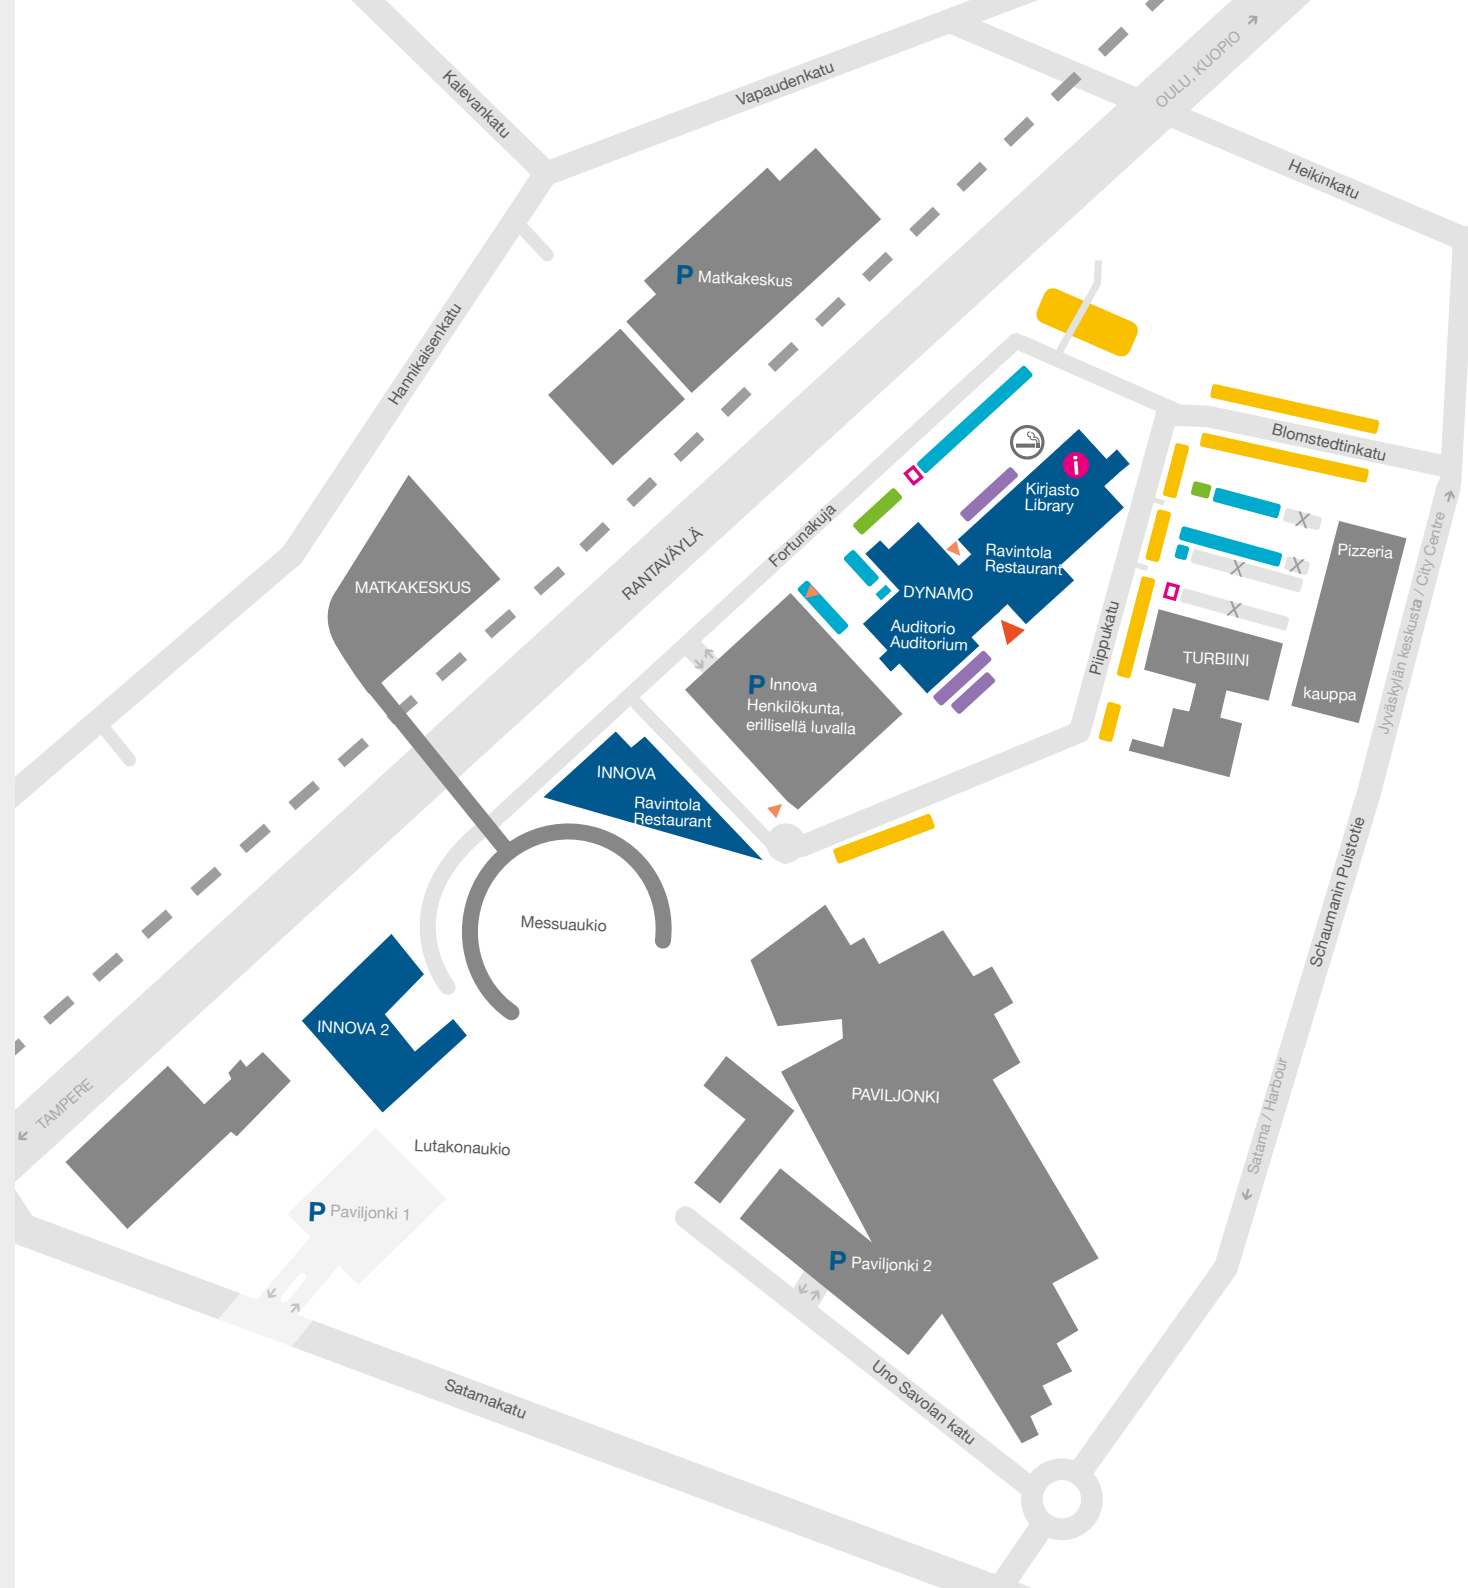 OULU, KUOPIO
Kalevankatu
Vapaudenkatu
Heikinkatu
P Matkakeskus
Hannikaisenkatu
Blomstedtinkatu
i
Kirjasto
Library
Fortunakuja
Ravintola
Restaurant
X
X
X
X
Pizzeria
RANTAVÄYLÄ
MATKAKESKUS
DYNAMO
Auditorio
Auditorium
Piippukatu
TURBIINI
kauppa
Jyväskylän keskusta / City Centre
P Innova
Henkilökunta,
erillisellä luvalla
INNOVA
Ravintola
Restaurant
Schaumanin Puistotie
Messuaukio
INNOVA 2
PAVILJONKI
TAMPERE
Lutakonaukio
Satama / Harbour
P Paviljonki 1
P Paviljonki 2
Satamakatu
Uno Savolan katu